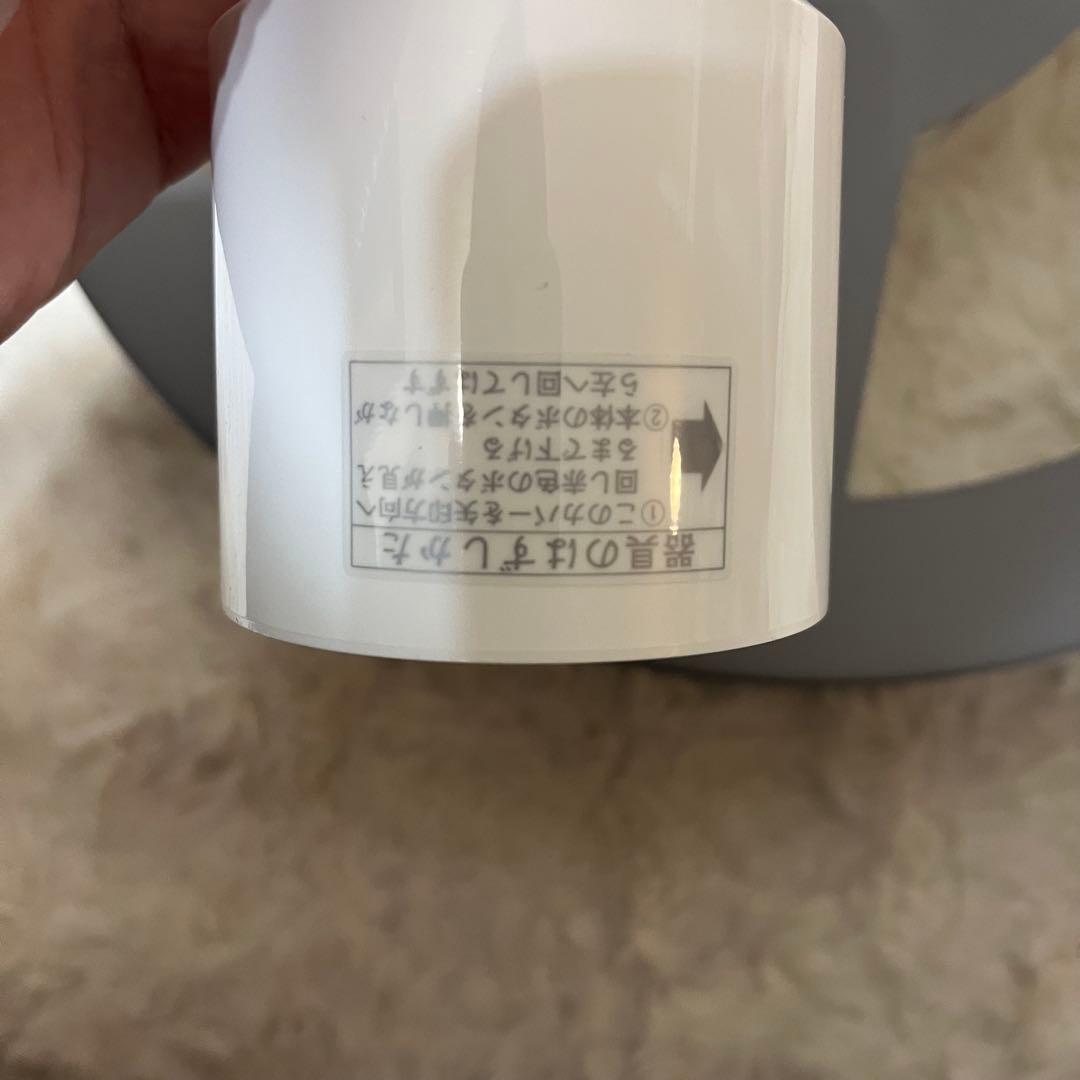 器具のはずしかた
①このカバーを矢印方向へ
回し赤色のボタンが見え
るまで下げる
②本体のボタンを押しなが
ら左へ回してはずす